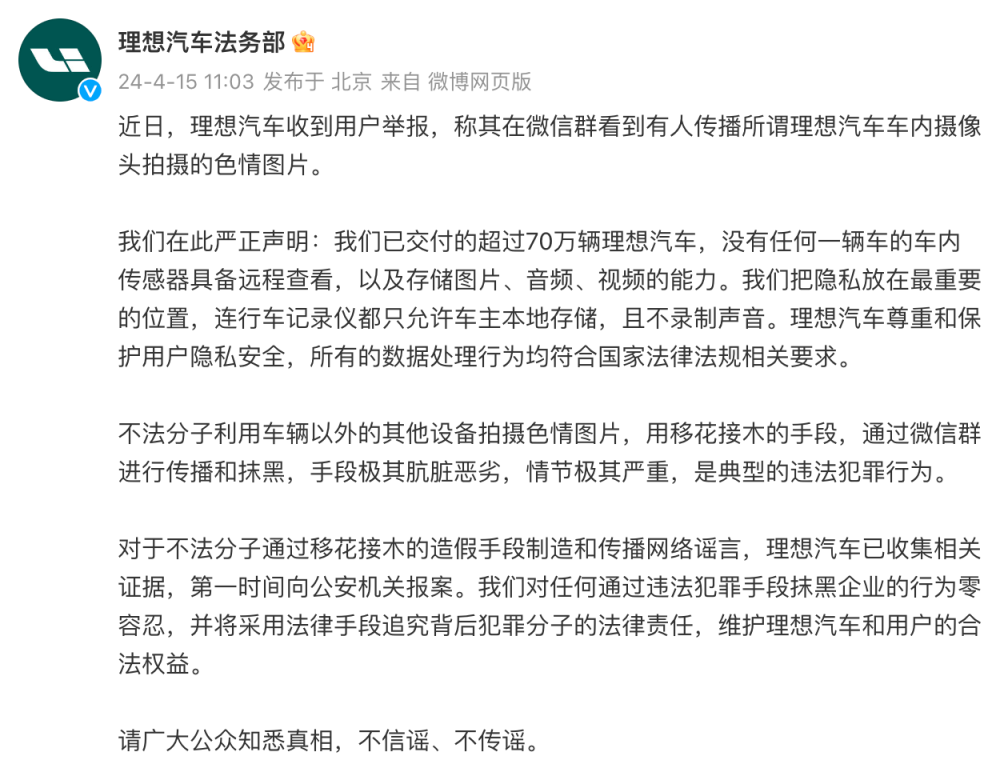 理想汽车法务部
24-4-15 11:03 发布于 北京 来自 微博网页版
近日，理想汽车收到用户举报，称其在微信群看到有人传播所谓理想汽车车内摄像
头拍摄的色情图片。
我们在此严正声明：我们已交付的超过70万辆理想汽车，没有任何一辆车的车内
传感器具备远程查看，以及存储图片、音频、视频的能力。我们把隐私放在最重要
的位置，连行车记录仪都只允许车主本地存储，且不录制声音。理想汽车尊重和保
护用户隐私安全，所有的数据处理行为均符合国家法律法规相关要求。
不法分子利用车辆以外的其他设备拍摄色情图片，用移花接木的手段，通过微信群
进行传播和抹黑，手段极其肮脏恶劣，情节极其严重，是典型的违法犯罪行为。
对于不法分子通过移花接木的造假手段制造和传播网络谣言，理想汽车已收集相关
证据，第一时间向公安机关报案。我们对任何通过违法犯罪手段抹黑企业的行为零
容忍，并将采用法律手段追究背后犯罪分子的法律责任，维护理想汽车和用户的合
法权益。
请广大公众知悉真相，不信谣、不传谣。